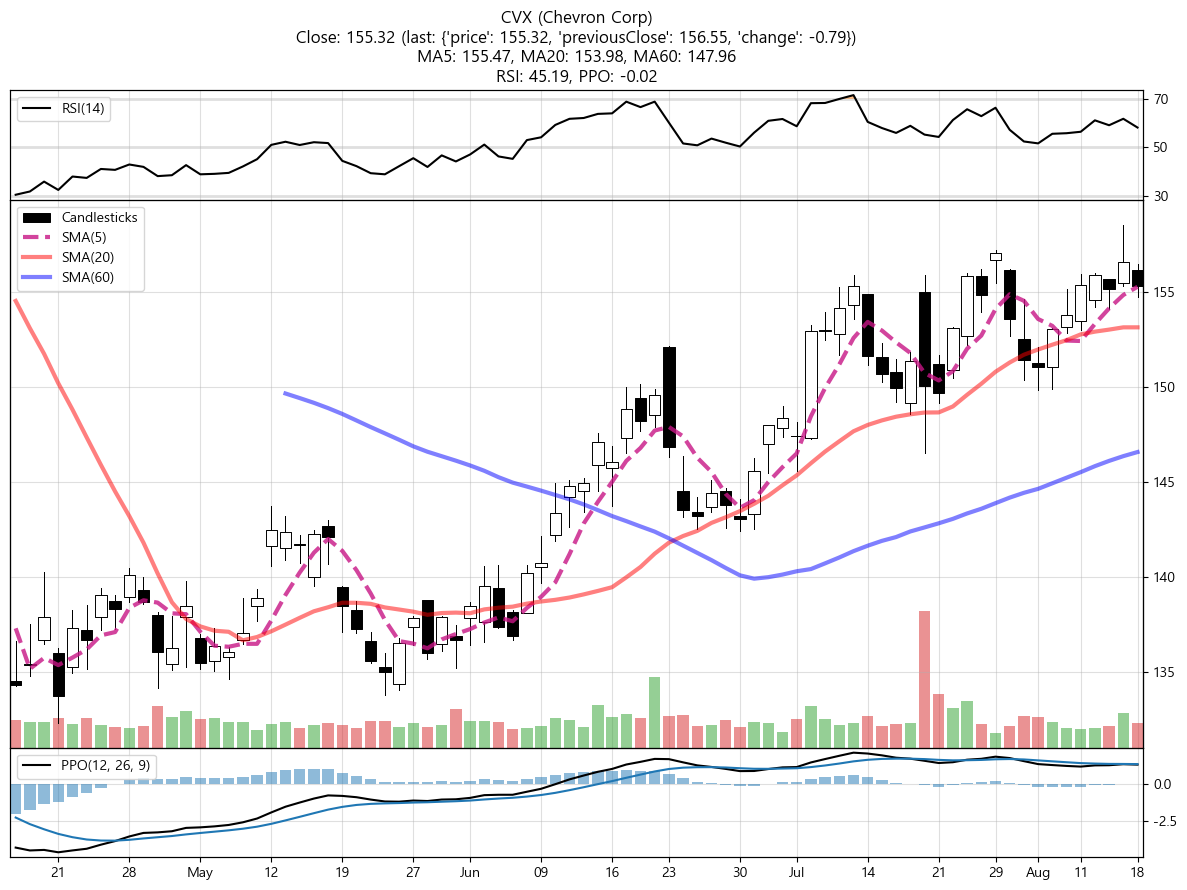 CVX (Chevron Corp)
Close: 155.32 (last: {'price': 155.32, 'previousClose': 156.55, 'change': -0.79})
MA5: 155.47, MA20: 153.98, MA60: 147.96
RSI: 45.19, PPO: -0.02
RSI(14)
70
50
30
Candlesticks
SMA(5)
SMA(20)
SMA(60)
155
150
145
140
135
PPO(12, 26, 9)
0.0
-2.5
21 28 May 12 19 27 Jun 09 16 23 30 Jul 14 21 29 Aug 11 18